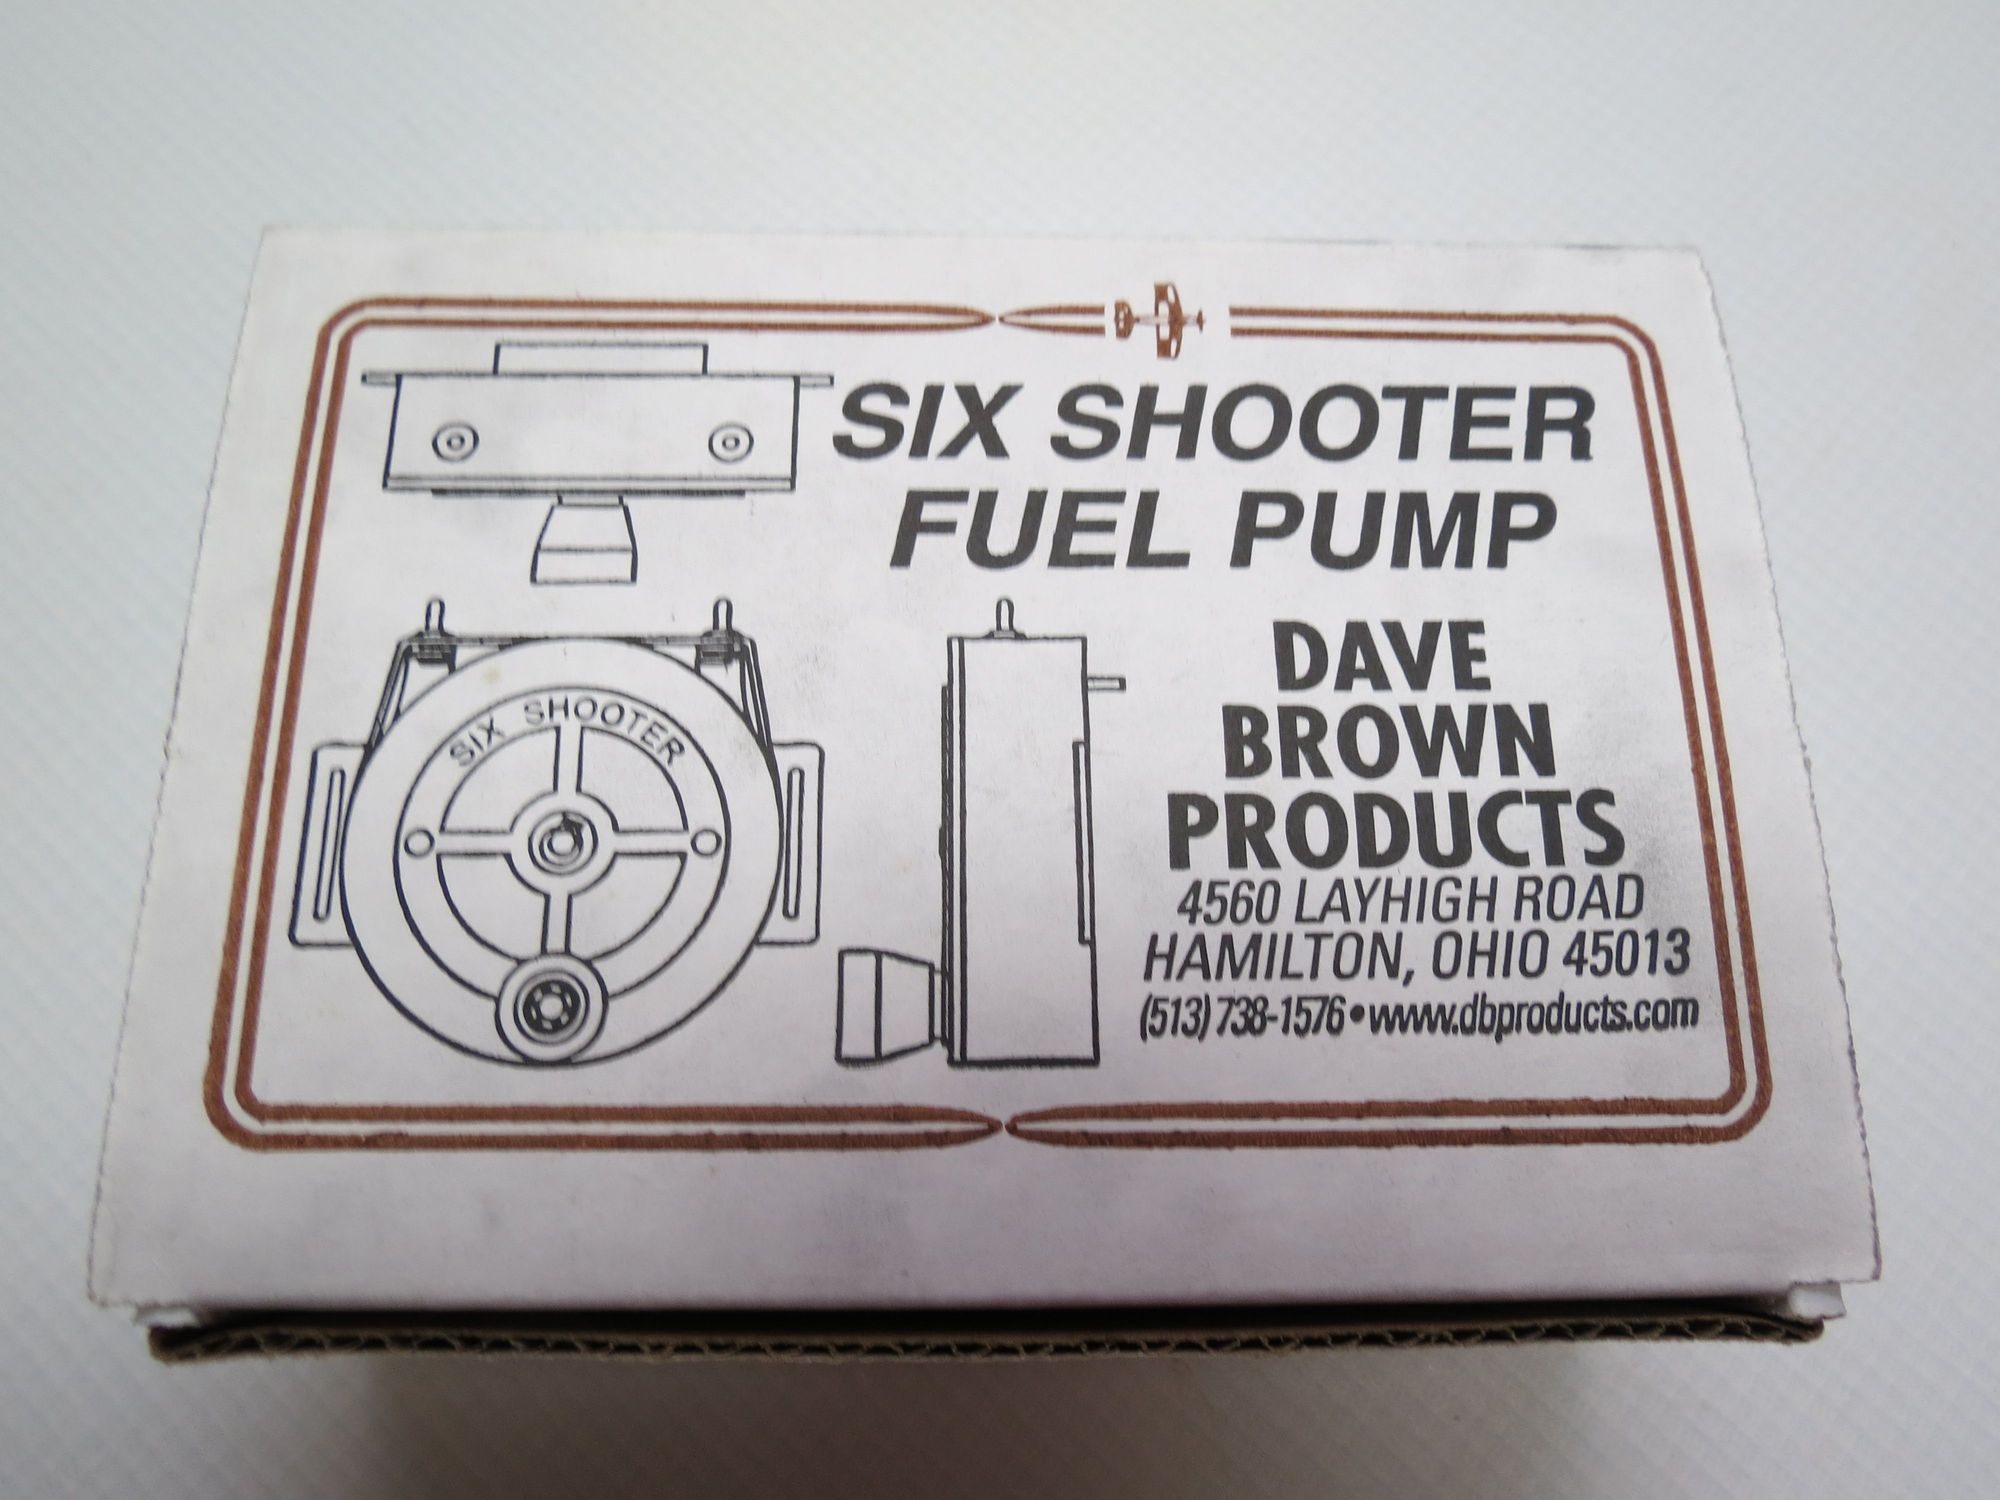 SIX SHOOTER
FUEL PUMP
SIX SHOOTER
DAVE
BROWN
PRODUCTS
4560 LAYHIGH ROAD
HAMILTON, OHIO 45013
(513) 738-1576 • www.dbproducts.com